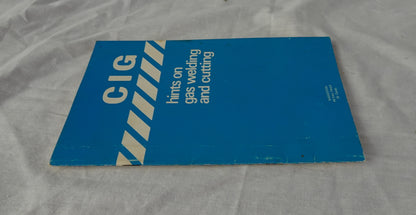 CIG
hints on
gas welding
and cutting